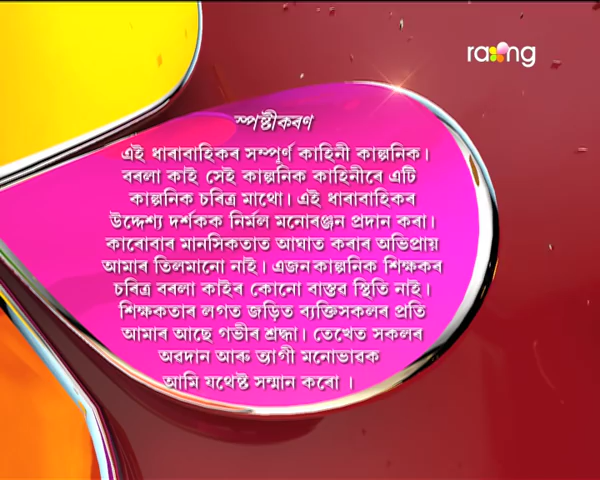 rang
স্পষ্টীকৰণ
এই ধাৰাবাহিকৰ সম্পূৰ্ণ কাহিনী কাল্পনিক।
বৰলা কাই সেই কাল্পনিক কাহিনীৰে এটি
কাল্পনিক চৰিত্ৰ মাথো। এই ধাৰাবাহিকৰ
উদ্দেশ্য দৰ্শকক নিৰ্মল মনোৰঞ্জন প্ৰদান কৰা।
কাৰোবাৰ মানসিকতাত আঘাত কৰাৰ অভিপ্ৰায়
আমাৰ তিলমানো নাই। এজন কাল্পনিক শিক্ষকৰ
চৰিত্ৰ বৰলা কাইৰ কোনো বাস্তৱ স্থিতি নাই।
শিক্ষকতাৰ লগত জড়িত ব্যক্তিসকলৰ প্ৰতি
আমাৰ আছে গভীৰ শ্ৰদ্ধা। তেখেত সকলৰ
অৱদান আৰু ত্যাগী মনোভাৱক
আমি যথেষ্ট সন্মান কৰো ।